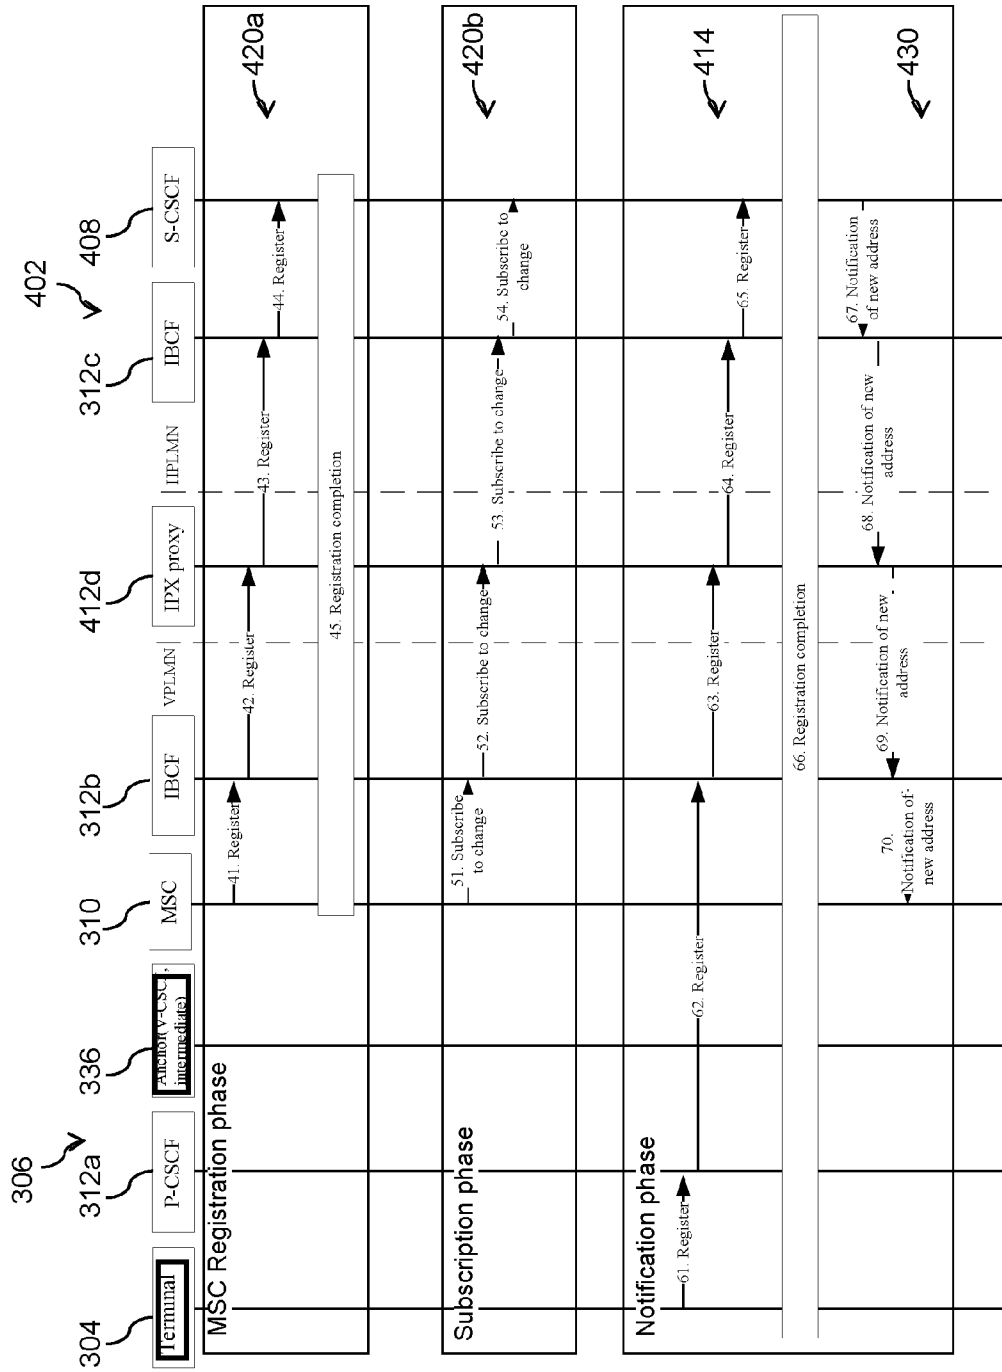 306
402
304
312a
336
310
312b
412d
312c
408
Terminal
P-CSCF
Anchor(V-CSCF,
intermediate)
MSC
IBCF
VPLMN
IPX proxy
IIPLMN
IBCF
S-CSCF
MSC Registration phase
420a
41. Register
42. Register
43. Register
44. Register
45. Registration completion
Subscription phase
420b
51. Subscribe
to change
52. Subscribe to change
53. Subscribe to change
54. Subscribe to
change
Notification phase
414
61. Register
62. Register
63. Register
64. Register
65. Register
66. Registration completion
67. Notification
of new address
68. Notification of new
address
69. Notification of new
address
70.
Notification of
new address
430